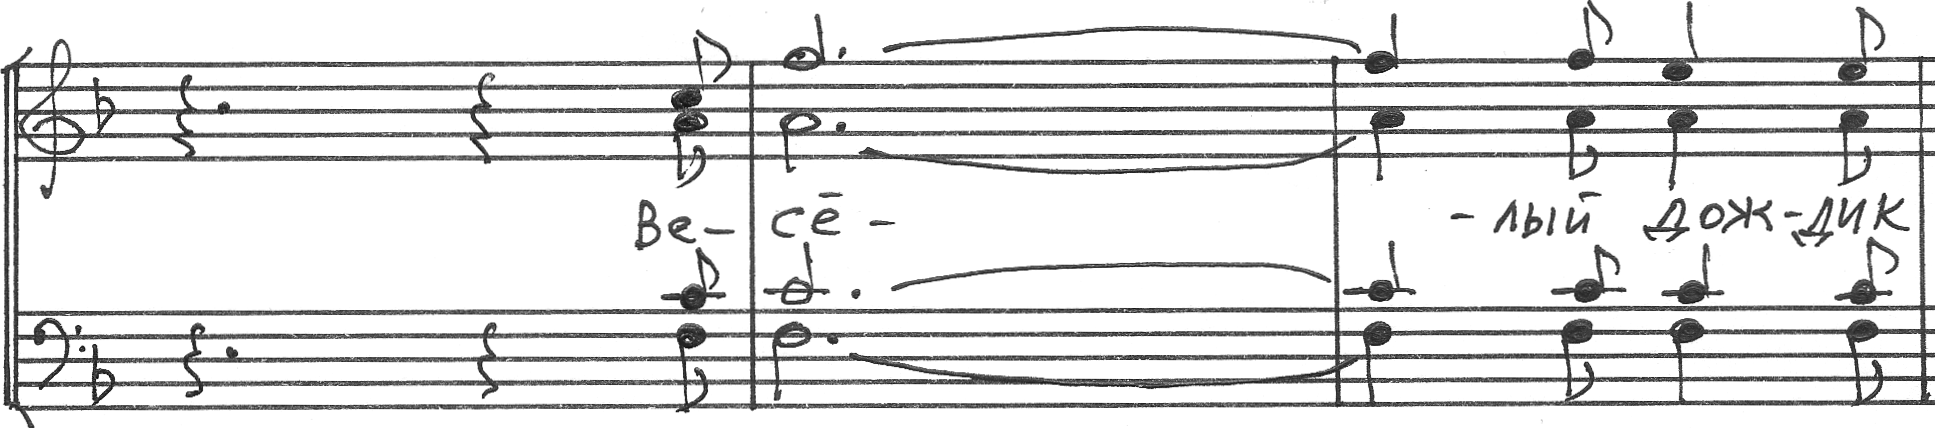 Ве- сё - - лый дож-дик